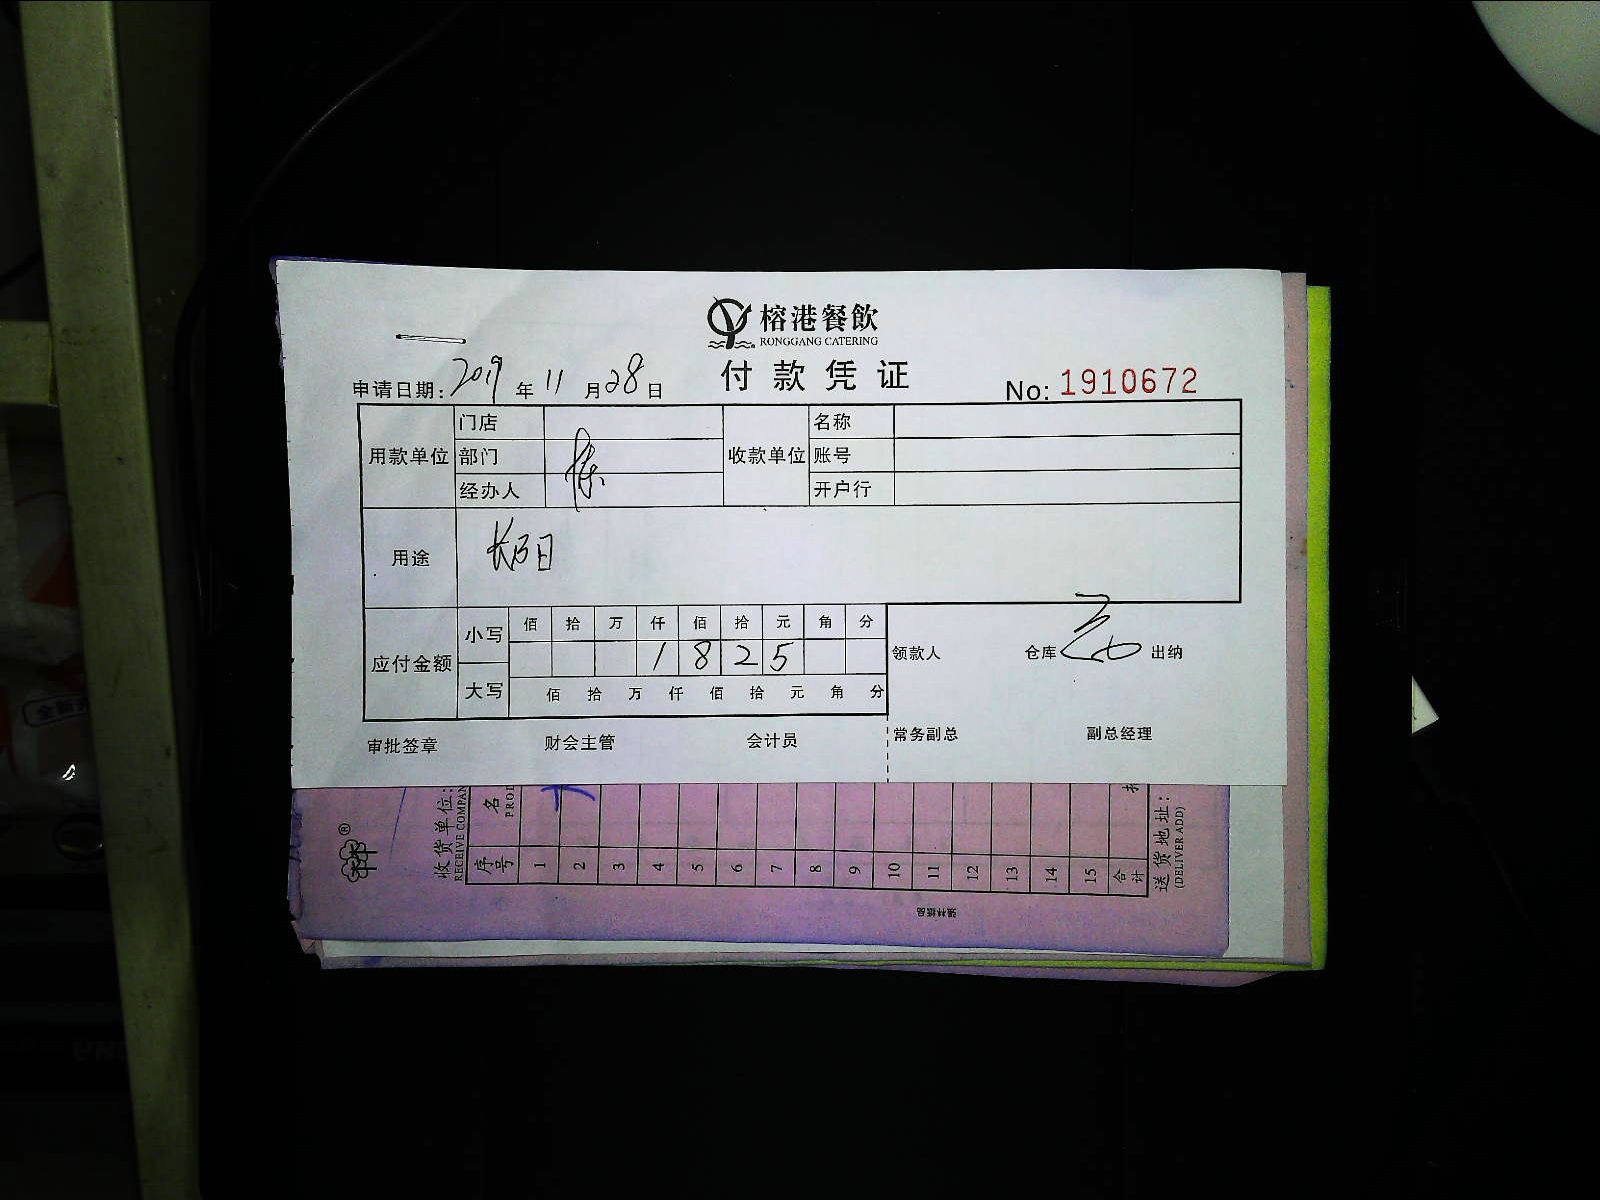 榕港餐飲
RONGGANG CATERING
付款凭证
申请日期: 2019 年 11 月 28 日
No: 1910672
用款单位 门店 收款单位 名称
部门 账号
经办人 开户行
用途
应付金额 小写 佰 拾 万 仟 佰 拾 元 角 分
1 8 2 5
大写 佰 拾 万 仟 佰 拾 元 角 分
领款人 仓库 出纳
审批签章 财会主管 会计员 常务副总 副总经理
收货单位:
RECEIVE COMPAN
序号 名
PROD
1
2
3
4
5
6
7
8
9
10
11
12
13
14
15
合计
送货地址:
(DELIVER ADD)